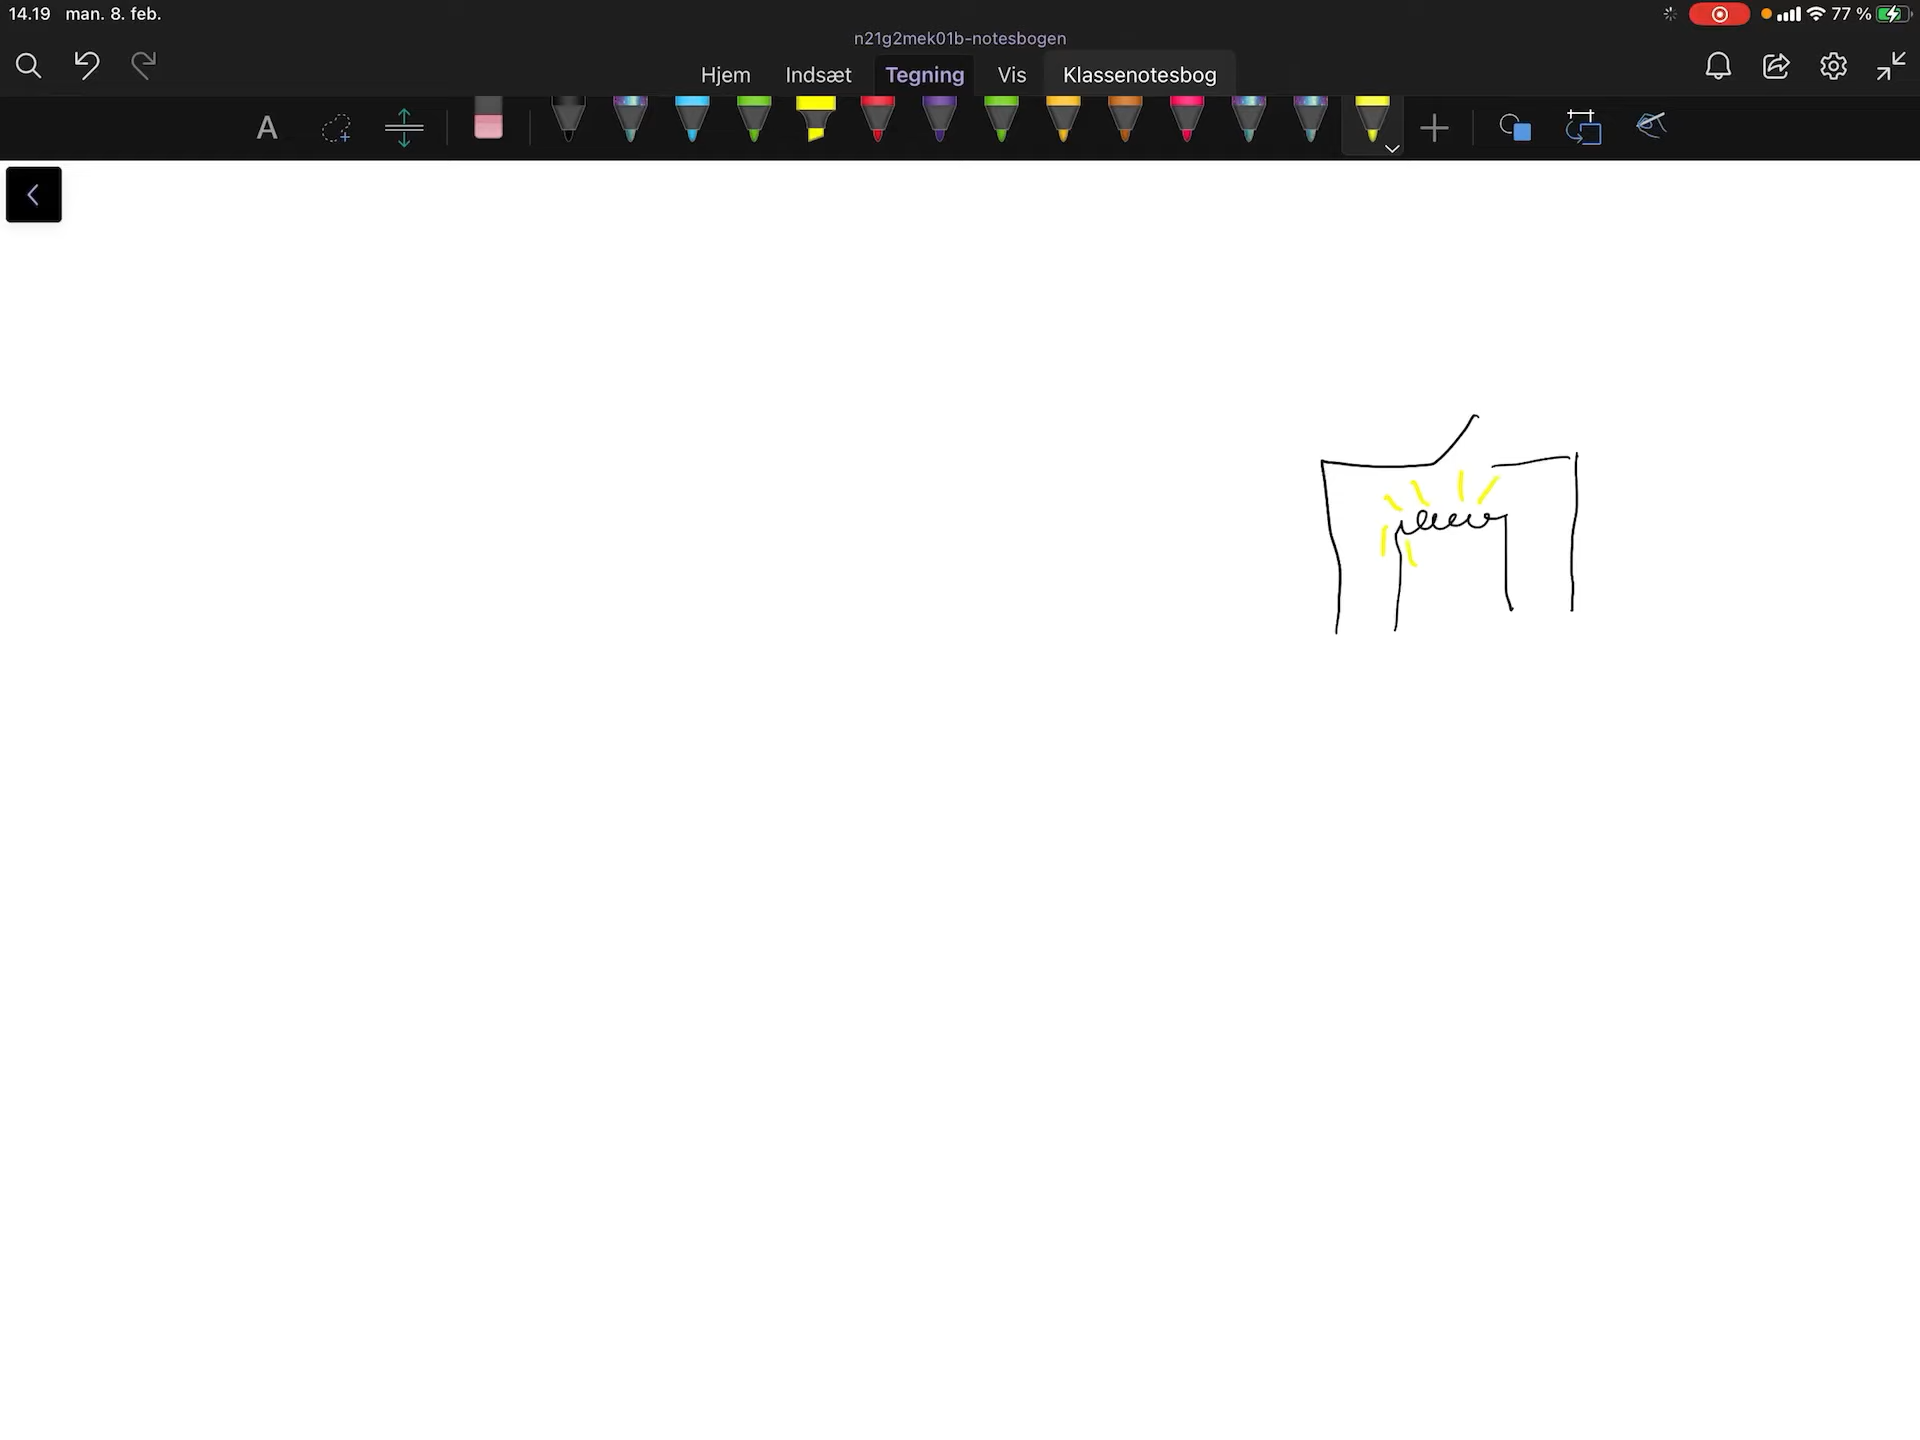 14.19 man. 8. feb.
77 %
n21g2mek01b-notesbogen
Hjem Indsæt Tegning Vis Klassenotesbog
A